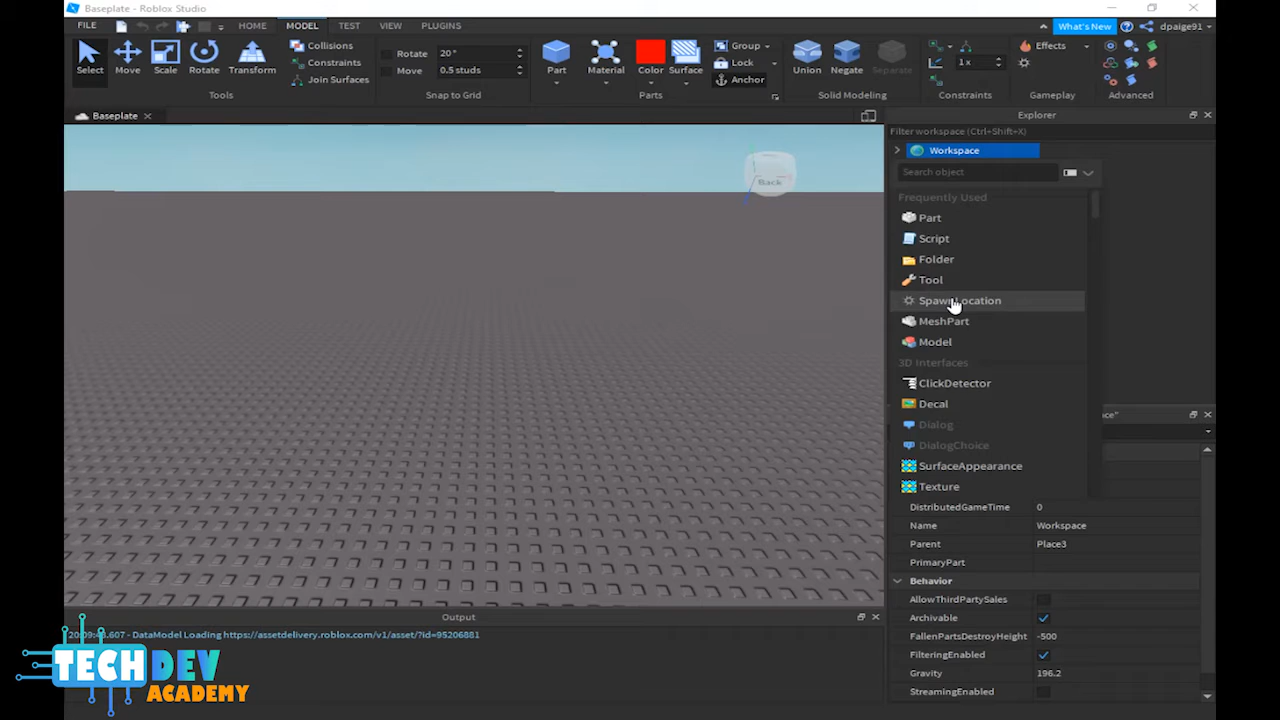 Baseplate - Roblox Studio
FILE HOME MODEL TEST VIEW PLUGINS What's New dpaige91
Select Move Scale Rotate Transform
Collisions
Constraints
Join Surfaces
Tools
Rotate 20°
Move 0.5 studs
Snap to Grid
Part Material Color Surface
Group
Lock
Anchor
Parts
Union Negate Separate
Solid Modeling
1 x
Constraints
Effects
Gameplay
Advanced
Baseplate
Back
Explorer
Filter workspace (Ctrl+Shift+X)
Workspace
Search object
Frequently Used
Part
Script
Folder
Tool
SpawnLocation
MeshPart
Model
3D Interfaces
ClickDetector
Decal
Dialog
DialogChoice
SurfaceAppearance
Texture
DistributedGameTime 0
Name Workspace
Parent Place3
PrimaryPart
Behavior
AllowThirdPartySales
Archivable
FallenPartsDestroyHeight -500
FilteringEnabled
Gravity 196.2
StreamingEnabled
Output
DataModel Loading https://assetdelivery.roblox.com/v1/asset/?id=95206881
TECH DEV
ACADEMY